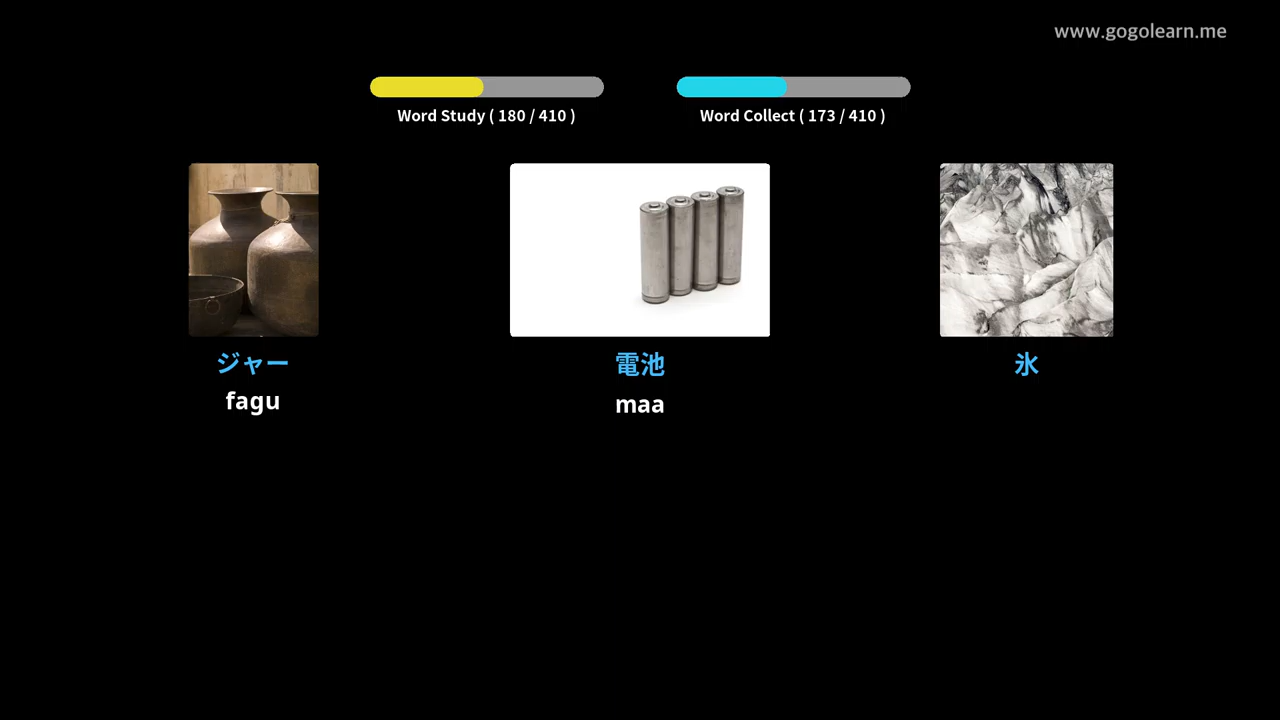 www.gogolearn.me
Word Study ( 180 / 410 )
Word Collect ( 173 / 410 )
ジャー
電池
氷
fagu
maa